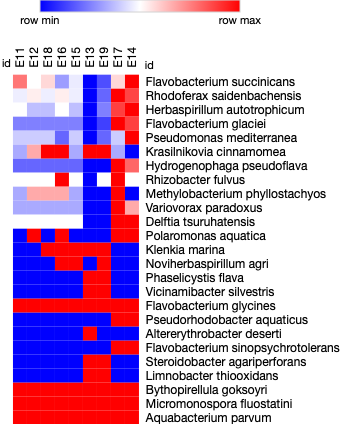 row min row max
id E11 E12 E18 E16 E15 E13 E19 E17 E14 id
Flavobacterium succinicans
Rhodoferax saidenbachensis
Herbaspirillum autotrophicum
Flavobacterium glaciei
Pseudomonas mediterranea
Krasilnikovia cinnamomea
Hydrogenophaga pseudoflava
Rhizobacter fulvus
Methylobacterium phyllostachyos
Variovorax paradoxus
Delftia tsuruhatensis
Polaromonas aquatica
Klenkia marina
Noviherbaspirillum agri
Phaselicystis flava
Vicinamibacter silvestris
Flavobacterium glycines
Pseudorhodobacter aquaticus
Altererythrobacter deserti
Flavobacterium sinopsychrotolerans
Steroidobacter agariperforans
Limnobacter thiooxidans
Bythopirellula goksoyri
Micromonospora fluostatini
Aquabacterium parvum